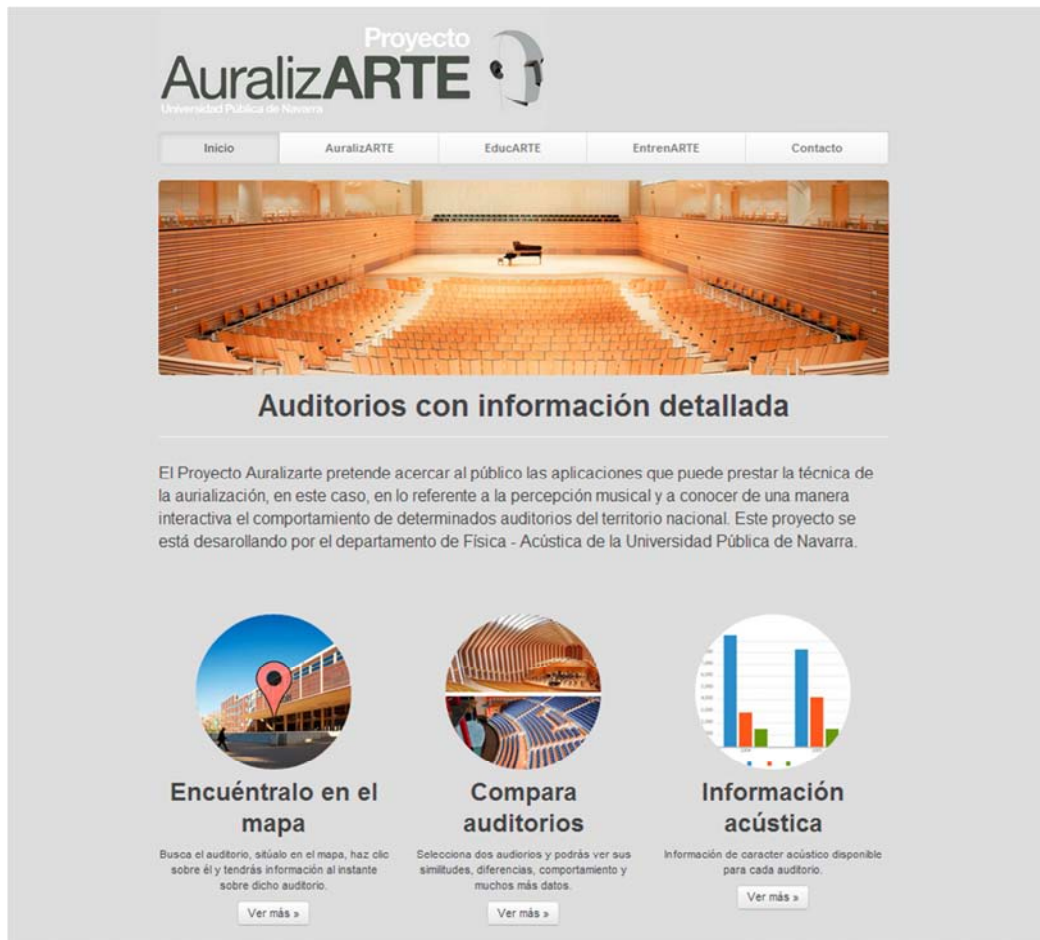 Proyecto
AuralizARTE
Universidad Pública de Navarra
Inicio AuralizARTE EducARTE EntrenARTE Contacto
Auditorios con información detallada
El Proyecto Auralizarte pretende acercar al público las aplicaciones que puede prestar la técnica de
la aurialización, en este caso, en lo referente a la percepción musical y a conocer de una manera
interactiva el comportamiento de determinados auditorios del territorio nacional. Este proyecto se
está desarollando por el departamento de Física - Acústica de la Universidad Pública de Navarra.
Encuéntralo en el
mapa
Busca el auditorio, sitúalo en el mapa, haz clic
sobre él y tendrás información al instante
sobre dicho auditorio.
Ver más »
Compara
auditorios
Selecciona dos audiorios y podrás ver sus
similitudes, diferencias, comportamiento y
muchos más datos.
Ver más »
Información
acústica
Información de caracter acústico disponible
para cada auditorio.
Ver más »